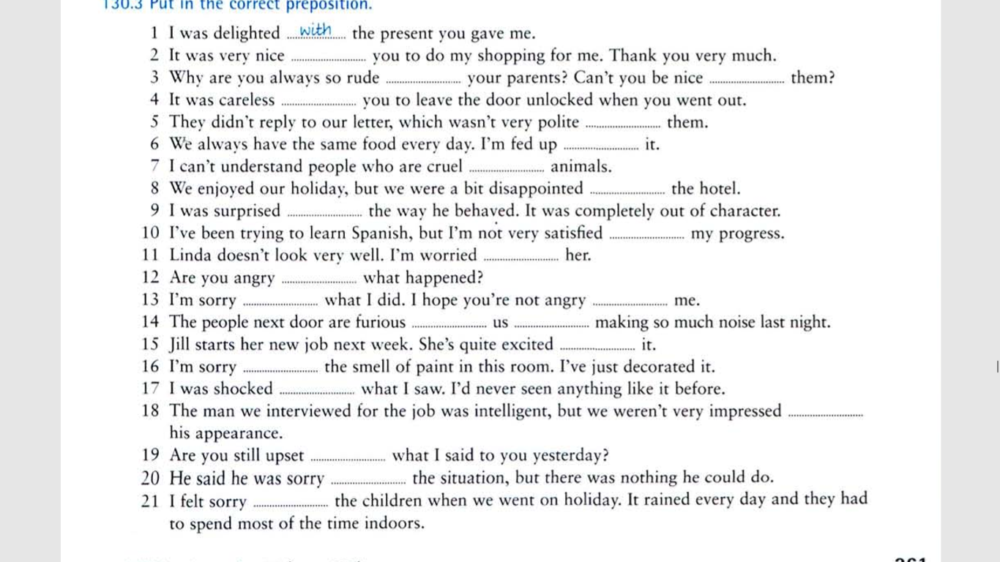 130.3 Put in the correct preposition.
1 I was delighted ....with.... the present you gave me.
2 It was very nice .................... you to do my shopping for me. Thank you very much.
3 Why are you always so rude .................... your parents? Can't you be nice .................... them?
4 It was careless .................... you to leave the door unlocked when you went out.
5 They didn't reply to our letter, which wasn't very polite .................... them.
6 We always have the same food every day. I'm fed up .................... it.
7 I can't understand people who are cruel .................... animals.
8 We enjoyed our holiday, but we were a bit disappointed .................... the hotel.
9 I was surprised .................... the way he behaved. It was completely out of character.
10 I've been trying to learn Spanish, but I'm not very satisfied .................... my progress.
11 Linda doesn't look very well. I'm worried .................... her.
12 Are you angry .................... what happened?
13 I'm sorry .................... what I did. I hope you're not angry .................... me.
14 The people next door are furious .................... us .................... making so much noise last night.
15 Jill starts her new job next week. She's quite excited .................... it.
16 I'm sorry .................... the smell of paint in this room. I've just decorated it.
17 I was shocked .................... what I saw. I'd never seen anything like it before.
18 The man we interviewed for the job was intelligent, but we weren't very impressed ....................
his appearance.
19 Are you still upset .................... what I said to you yesterday?
20 He said he was sorry .................... the situation, but there was nothing he could do.
21 I felt sorry .................... the children when we went on holiday. It rained every day and they had
to spend most of the time indoors.